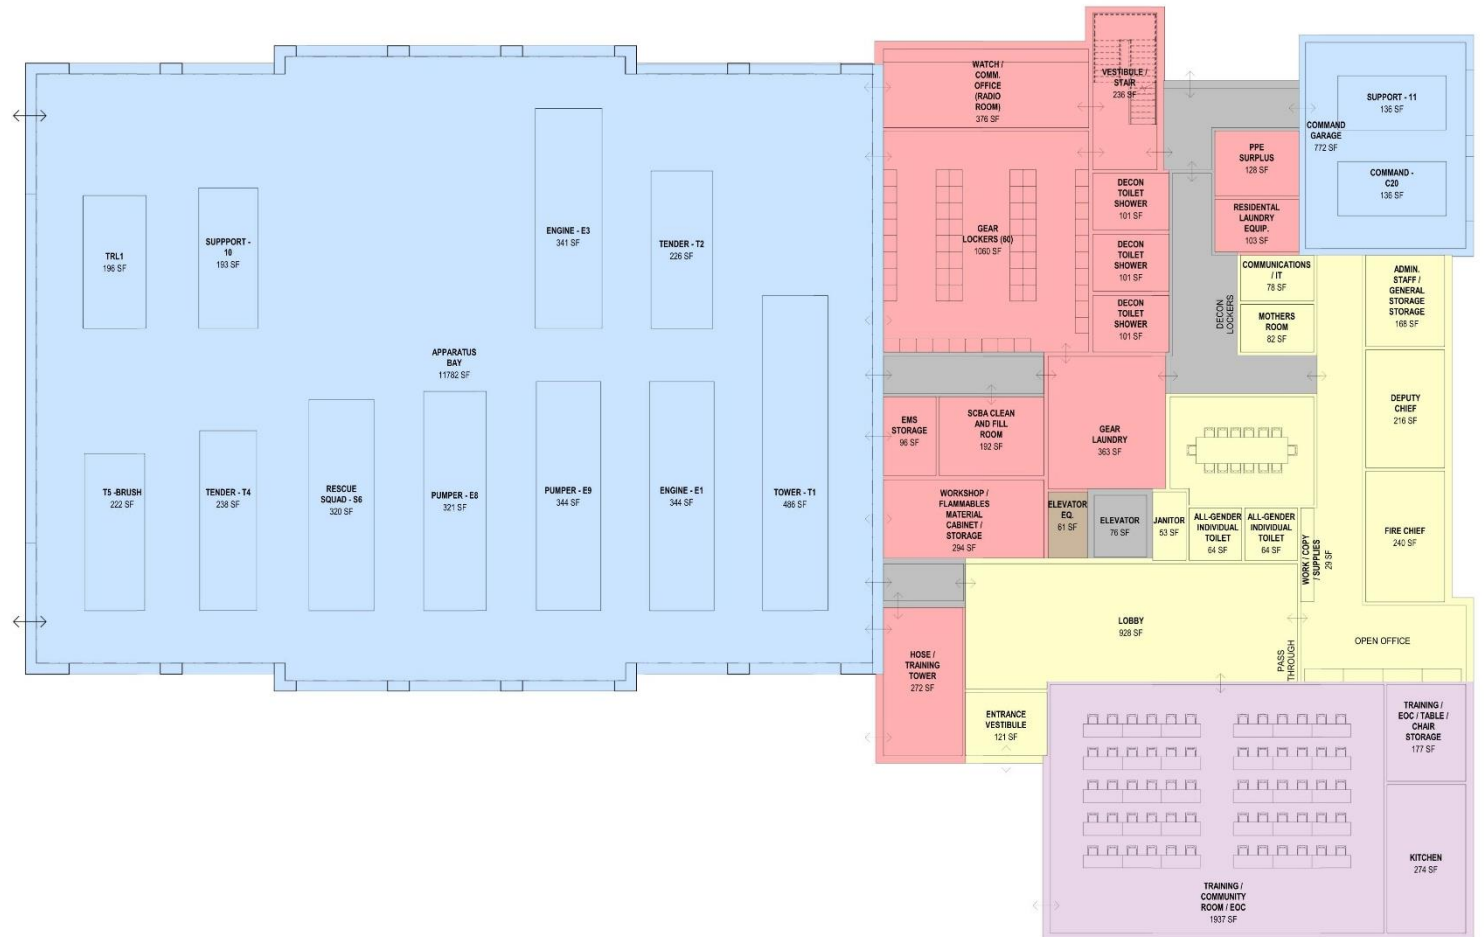 WATCH /
COMM.
OFFICE
(RADIO
ROOM)
376 SF
VESTIBULE /
STAIR
236 SF
SUPPORT - 11
136 SF
COMMAND
GARAGE
772 SF
COMMAND -
C20
136 SF
PPE
SURPLUS
128 SF
RESIDENTAL
LAUNDRY
EQUIP.
103 SF
DECON
TOILET
SHOWER
101 SF
DECON
TOILET
SHOWER
101 SF
DECON
TOILET
SHOWER
101 SF
GEAR
LOCKERS (60)
1060 SF
DECON
LOCKERS
COMMUNICATIONS
/ IT
78 SF
MOTHERS
ROOM
82 SF
ADMIN.
STAFF /
GENERAL
STORAGE
STORAGE
168 SF
TRL1
196 SF
SUPPPORT -
10
193 SF
ENGINE - E3
341 SF
TENDER - T2
226 SF
APPARATUS
BAY
11782 SF
T5 -BRUSH
222 SF
TENDER - T4
238 SF
RESCUE
SQUAD - S6
320 SF
PUMPER - E8
321 SF
PUMPER - E9
344 SF
ENGINE - E1
344 SF
TOWER - T1
486 SF
EMS
STORAGE
96 SF
SCBA CLEAN
AND FILL
ROOM
192 SF
GEAR
LAUNDRY
363 SF
DEPUTY
CHIEF
216 SF
WORKSHOP /
FLAMMABLES
MATERIAL
CABINET /
STORAGE
294 SF
ELEVATOR
EQ.
61 SF
ELEVATOR
76 SF
JANITOR
53 SF
ALL-GENDER
INDIVIDUAL
TOILET
64 SF
ALL-GENDER
INDIVIDUAL
TOILET
64 SF
WORK / COPY
/ SUPPLIES
29 SF
FIRE CHIEF
240 SF
LOBBY
928 SF
PASS
THROUGH
OPEN OFFICE
HOSE /
TRAINING
TOWER
272 SF
ENTRANCE
VESTIBULE
121 SF
TRAINING /
EOC / TABLE /
CHAIR
STORAGE
177 SF
KITCHEN
274 SF
TRAINING /
COMMUNITY
ROOM / EOC
1937 SF